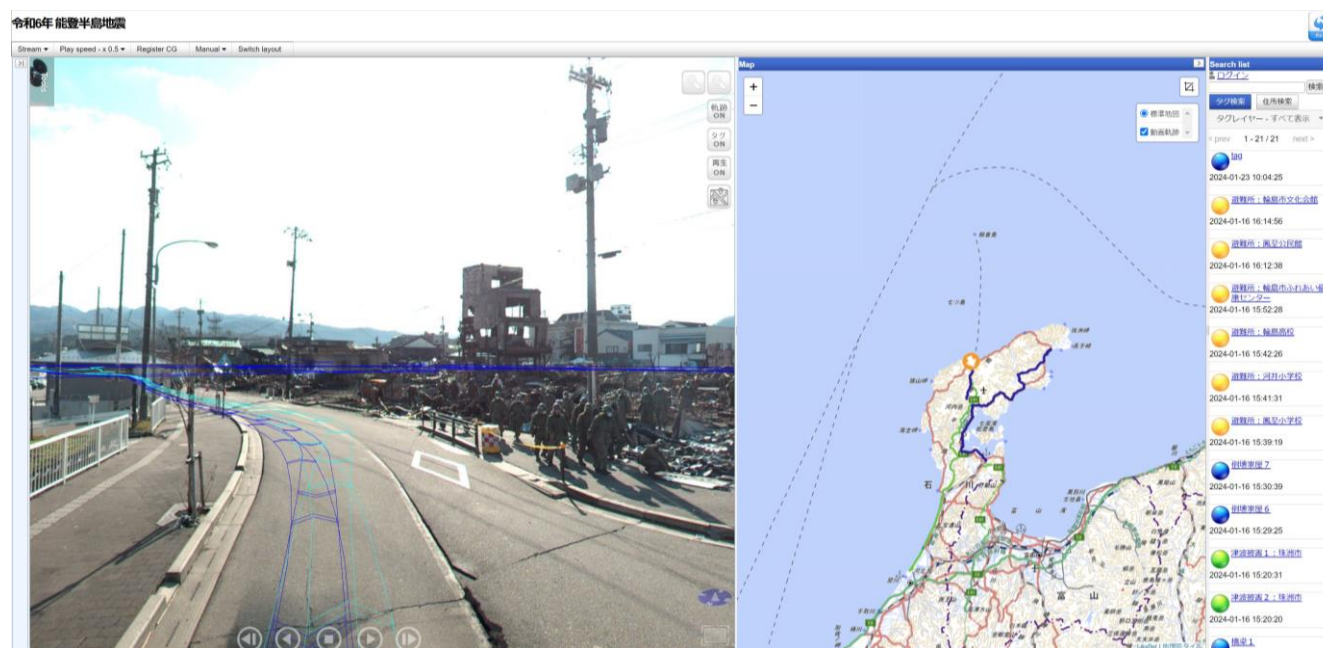 令和6年 能登半島地震
Stream ▾ Play speed - x 0.5 ▾ Register CG Manual ▾ Switch layout
Tools
軌跡
ON
タグ
ON
再生
ON
Map
+
−
標準地図
動画軌跡
舳倉島
七ツ島
猿山岬
石川
富山
Search list
ログイン
検索
タグ検索 住所検索
タグレイヤー - すべて表示
< prev 1 - 21 / 21 next >
tag
2024-01-23 10:04:25
避難所：輪島市文化会館
2024-01-16 16:14:56
避難所：鳳至公民館
2024-01-16 16:12:38
避難所：輪島市ふれあい健
康センター
2024-01-16 15:52:28
避難所：輪島高校
2024-01-16 15:42:26
避難所：河井小学校
2024-01-16 15:41:31
避難所：鳳至小学校
2024-01-16 15:39:19
倒壊家屋７
2024-01-16 15:30:39
倒壊家屋６
2024-01-16 15:29:25
津波被害１：珠洲市
2024-01-16 15:20:31
津波被害２：珠洲市
2024-01-16 15:20:20
橋梁１